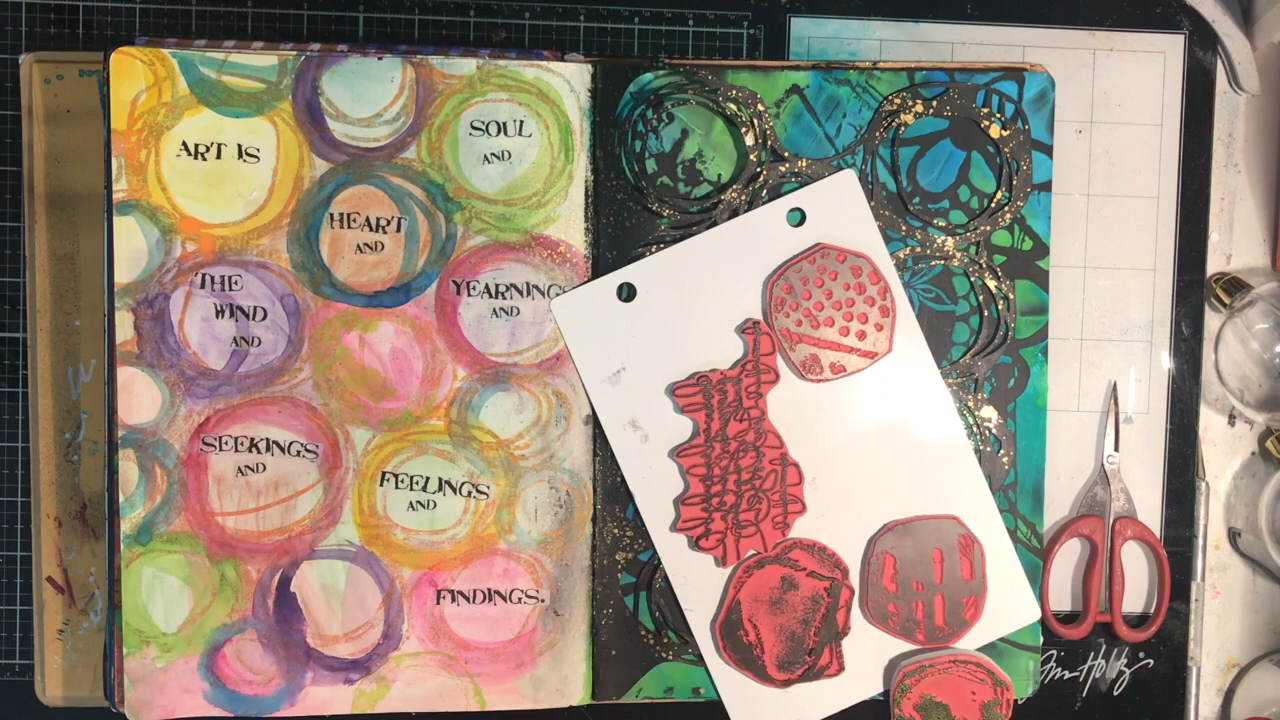 ART IS
SOUL
AND
HEART
AND
THE
WIND
AND
YEARNINGS
AND
SEEKINGS
AND
FEELINGS
AND
FINDINGS.
Tim Holtz